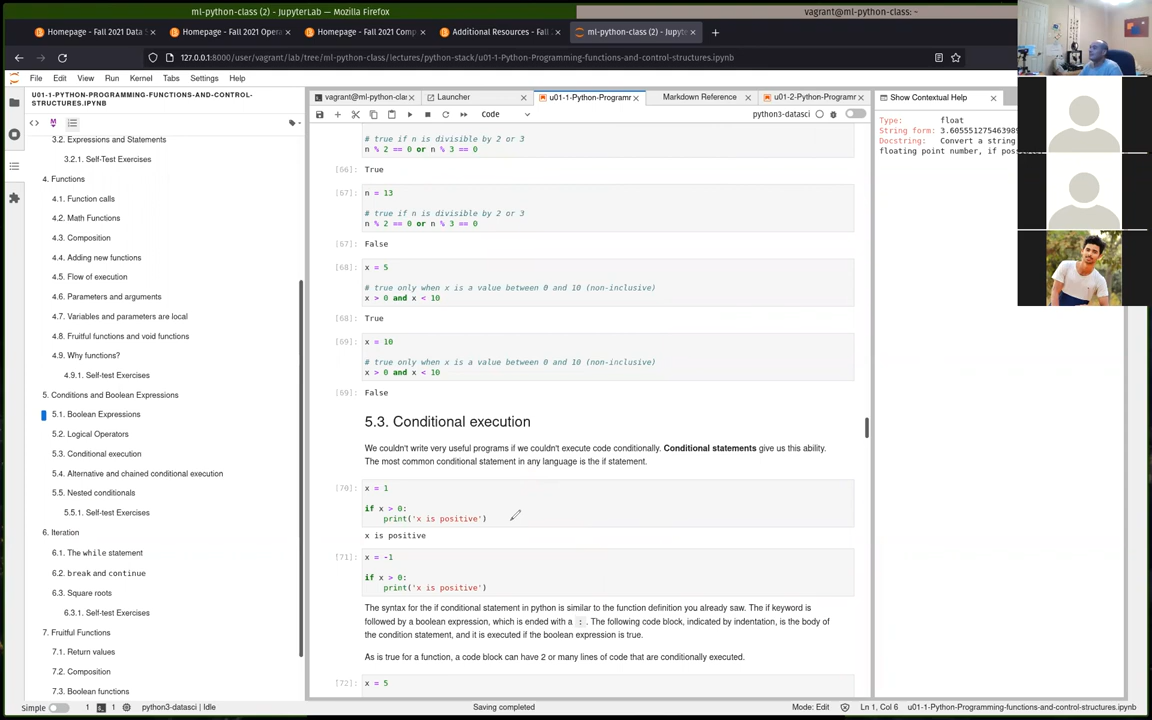 ml-python-class (2) - JupyterLab — Mozilla Firefox
vagrant@ml-python-class: ~
Homepage - Fall 2021 Data
Homepage - Fall 2021 Opera
Homepage - Fall 2021 Comp
Additional Resources - Fall
ml-python-class (2) - Jupyte
127.0.0.1:8000/user/vagrant/lab/tree/ml-python-class/lectures/python-stack/u01-1-Python-Programming-functions-and-control-structures.ipynb
File Edit View Run Kernel Tabs Settings Help
U01-1-PYTHON-PROGRAMMING-FUNCTIONS-AND-CONTROL-
STRUCTURES.IPYNB
3.2. Expressions and Statements
3.2.1. Self-Test Exercises
4. Functions
4.1. Function calls
4.2. Math Functions
4.3. Composition
4.4. Adding new functions
4.5. Flow of execution
4.6. Parameters and arguments
4.7. Variables and parameters are local
4.8. Fruitful functions and void functions
4.9. Why functions?
4.9.1. Self-test Exercises
5. Conditions and Boolean Expressions
5.1. Boolean Expressions
5.2. Logical Operators
5.3. Conditional execution
5.4. Alternative and chained conditional execution
5.5. Nested conditionals
5.5.1. Self-test Exercises
6. Iteration
6.1. The while statement
6.2. break and continue
6.3. Square roots
6.3.1. Self-test Exercises
7. Fruitful Functions
7.1. Return values
7.2. Composition
7.3. Boolean functions
vagrant@ml-python-cla
Launcher
u01-1-Python-Programr
Markdown Reference
u01-2-Python-Programm
Code
python3-datasci
# true if n is divisible by 2 or 3
n % 2 == 0 or n % 3 == 0
[66]: True
[67]: n = 13
# true if n is divisible by 2 or 3
n % 2 == 0 or n % 3 == 0
[67]: False
[68]: x = 5
# true only when x is a value between 0 and 10 (non-inclusive)
x > 0 and x < 10
[68]: True
[69]: x = 10
# true only when x is a value between 0 and 10 (non-inclusive)
x > 0 and x < 10
[69]: False
5.3. Conditional execution
We couldn't write very useful programs if we couldn't execute code conditionally. Conditional statements give us this ability.
The most common conditional statement in any language is the if statement.
[70]: x = 1
if x > 0:
print('x is positive')
x is positive
[71]: x = -1
if x > 0:
print('x is positive')
The syntax for the if conditional statement in python is similar to the function definition you already saw. The if keyword is
followed by a boolean expression, which is ended with a : . The following code block, indicated by indentation, is the body of
the condition statement, and it is executed if the boolean expression is true.
As is true for a function, a code block can have 2 or many lines of code that are conditionally executed.
[72]: x = 5
Show Contextual Help
Type: float
String form: 3.605551275463989
Docstring: Convert a string
floating point number, if
Simple
1
1
python3-datasci | Idle
Saving completed
Mode: Edit
Ln 1, Col 6
u01-1-Python-Programming-functions-and-control-structures.ipynb